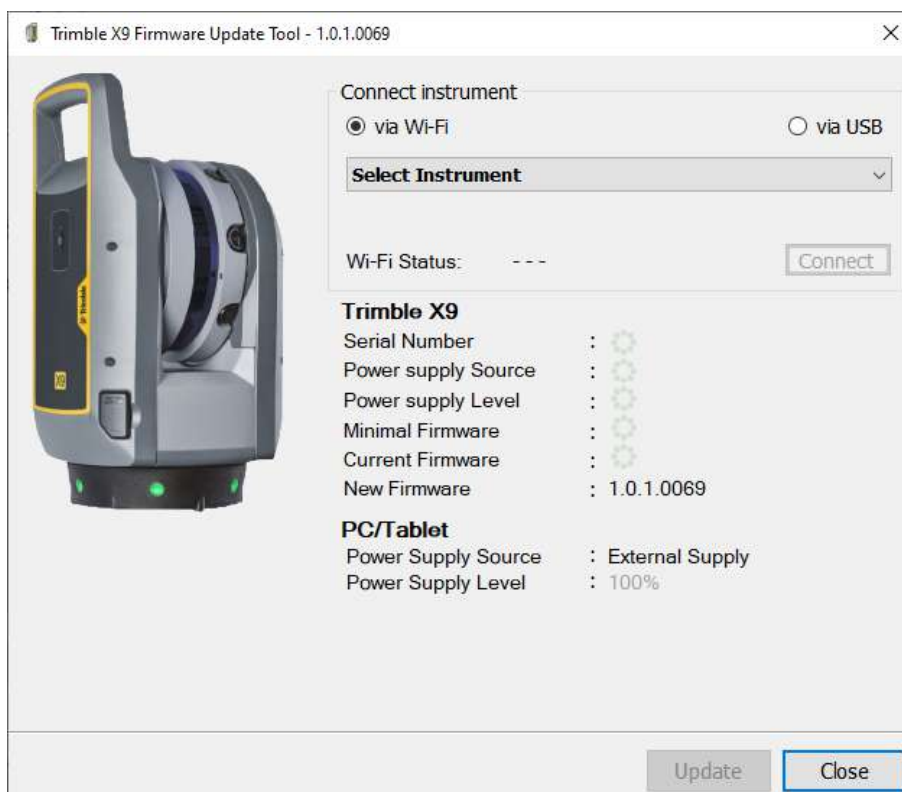 Trimble X9 Firmware Update Tool - 1.0.1.0069
Connect instrument
via Wi-Fi
via USB
Select Instrument
Wi-Fi Status: - - -
Connect
Trimble X9
Serial Number :
Power supply Source :
Power supply Level :
Minimal Firmware :
Current Firmware :
New Firmware : 1.0.1.0069
PC/Tablet
Power Supply Source : External Supply
Power Supply Level : 100%
Trimble
X9
Update
Close